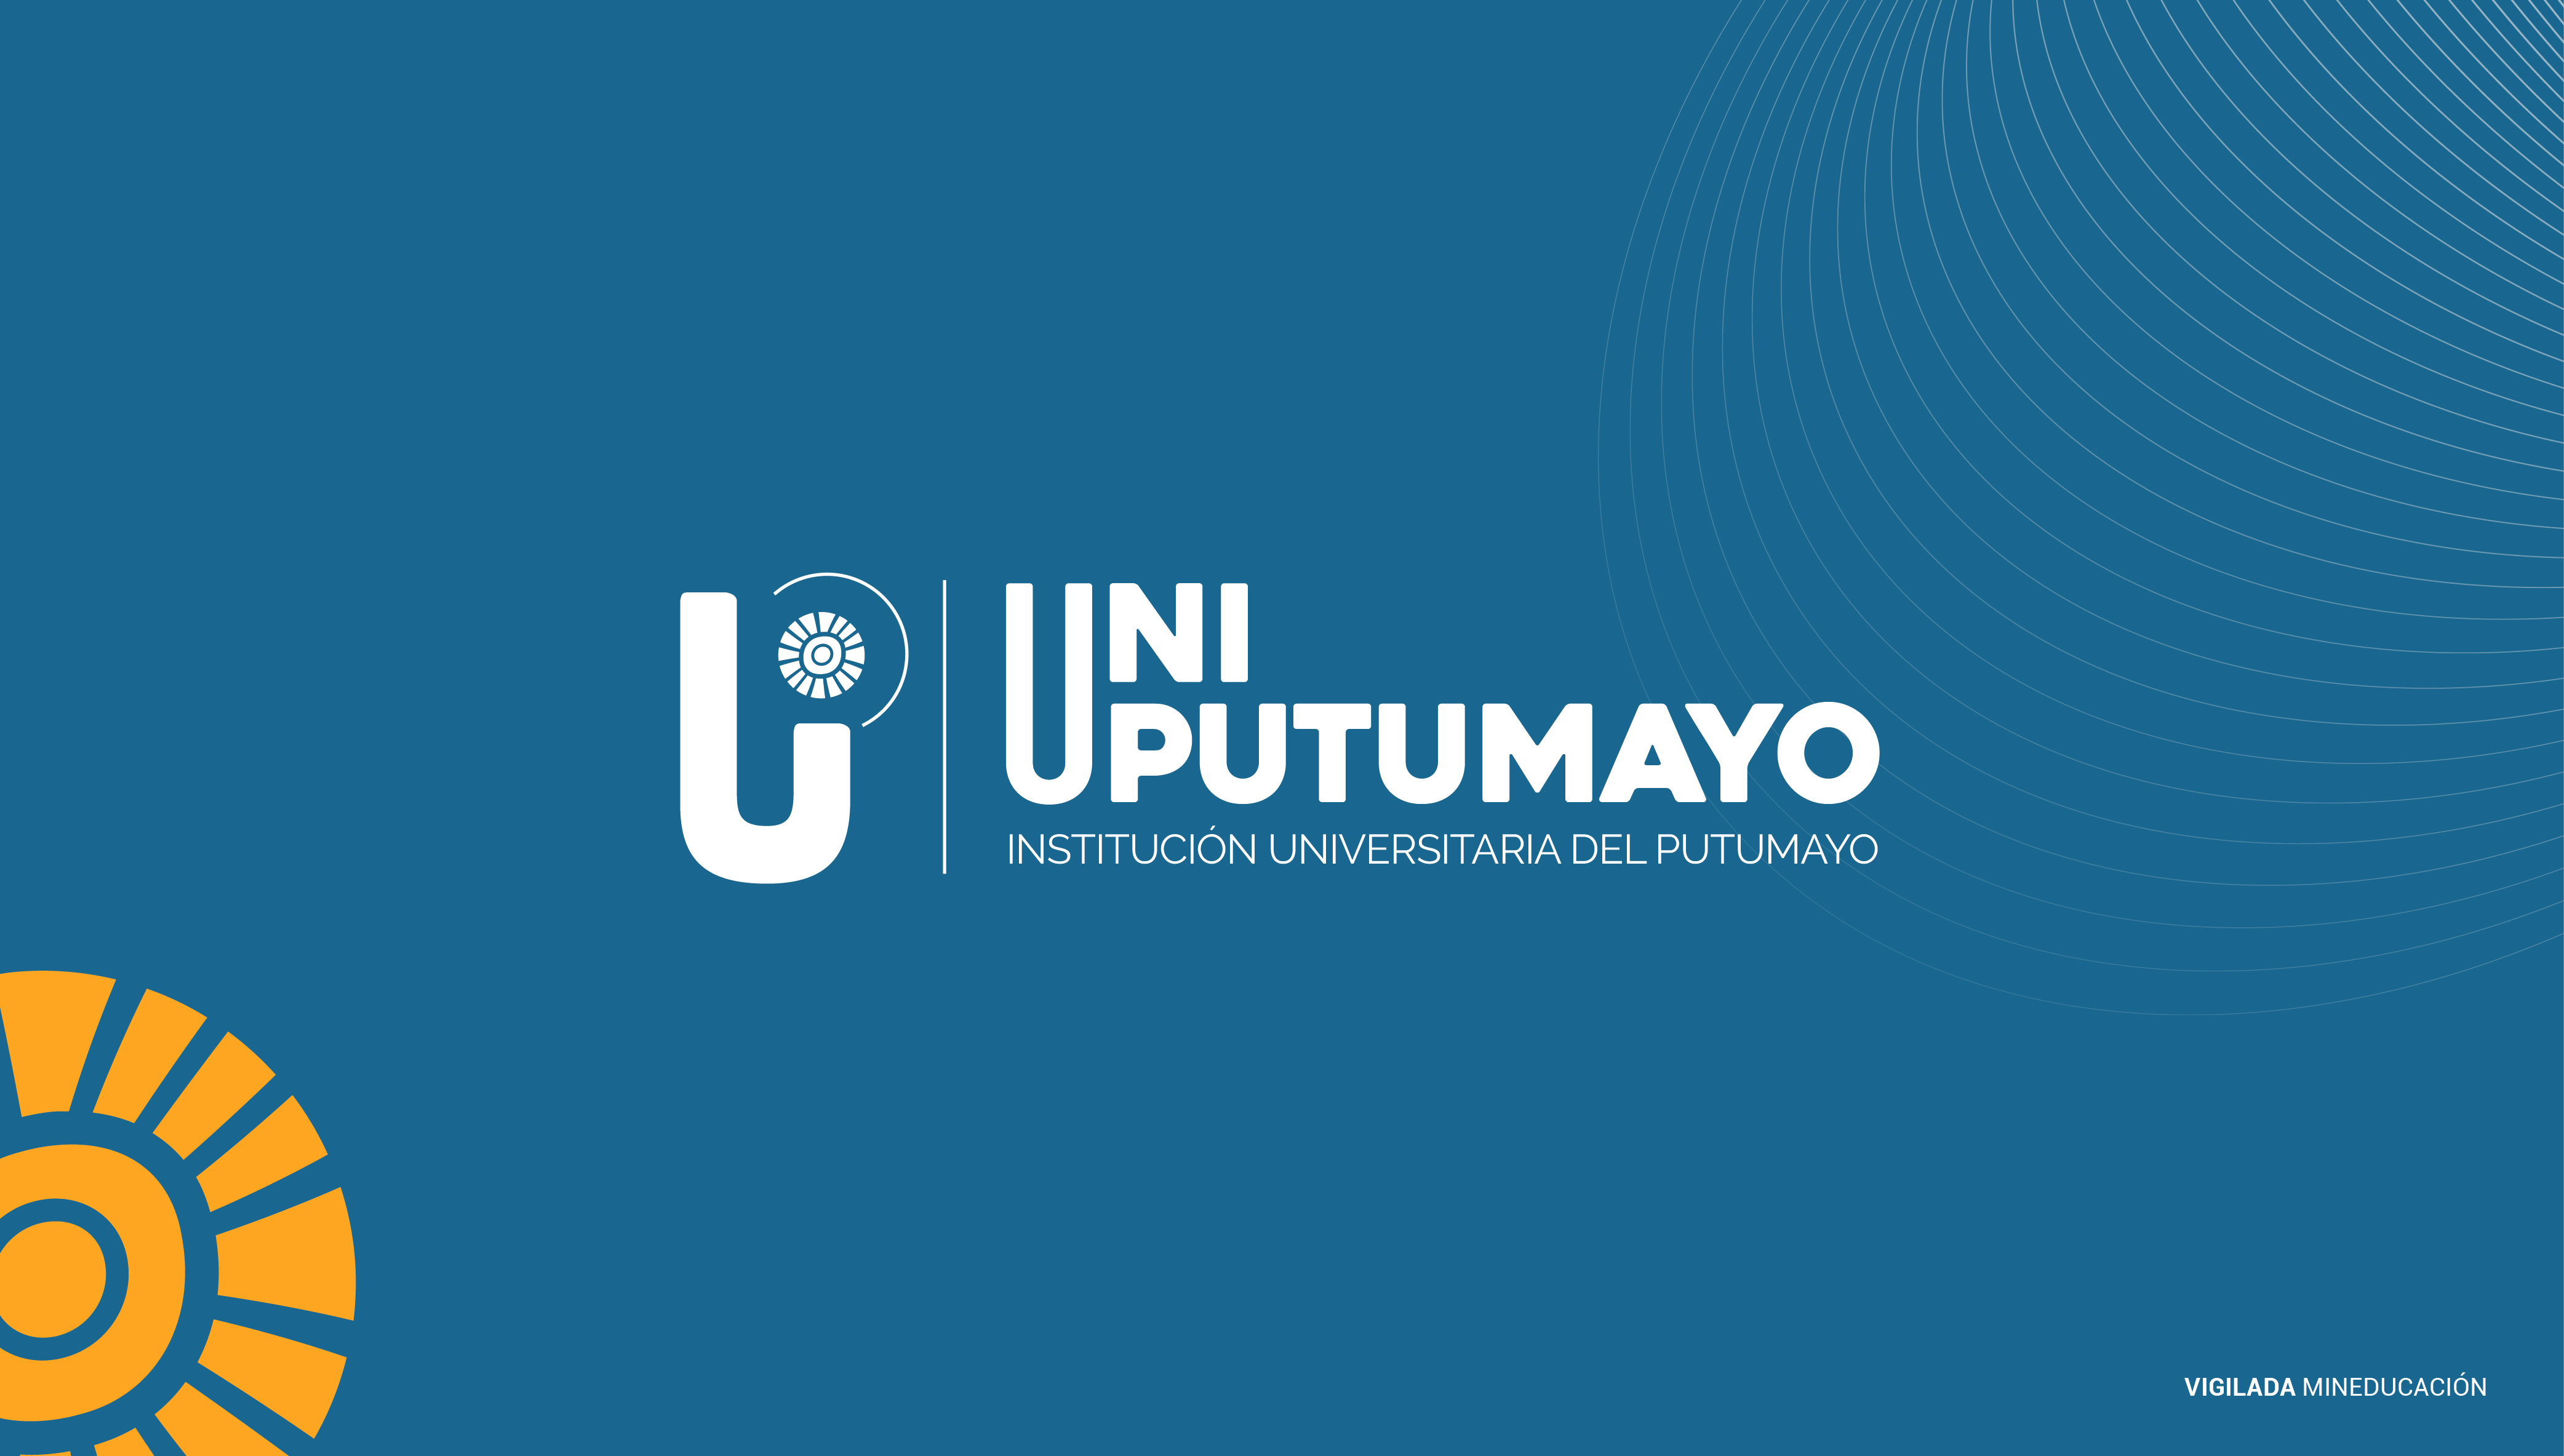 UNI
PUTUMAYO
INSTITUCIÓN UNIVERSITARIA DEL PUTUMAYO
VIGILADA MINEDUCACIÓN